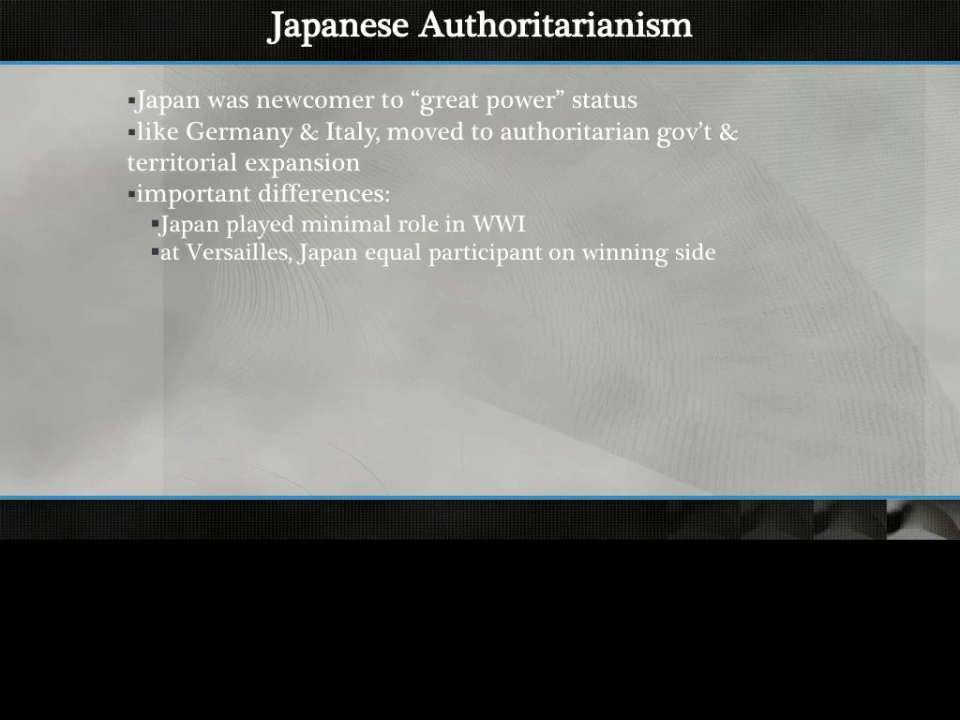 Japanese Authoritarianism
▪Japan was newcomer to “great power” status
▪like Germany & Italy, moved to authoritarian gov’t &
territorial expansion
▪important differences:
▪Japan played minimal role in WWI
▪at Versailles, Japan equal participant on winning side